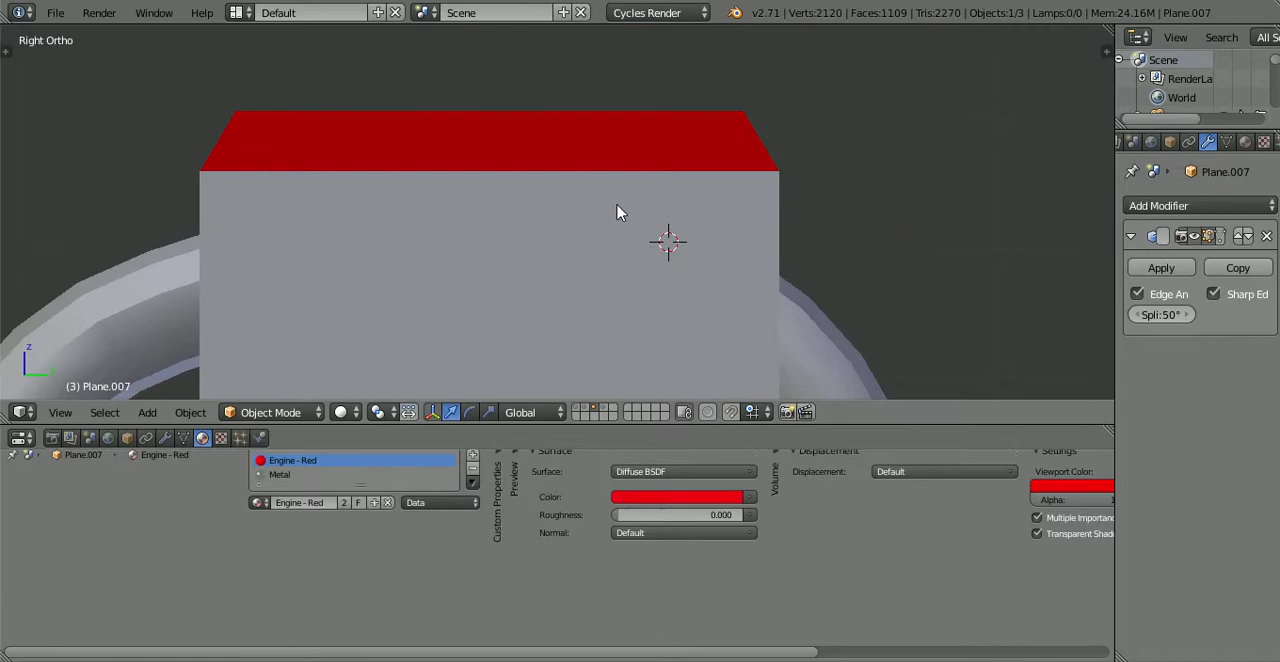 File Render Window Help Default Scene Cycles Render v2.71 | Verts:2120 | Faces:1109 | Tris:2270 | Objects:1/3 | Lamps:0/0 | Mem:24.16M | Plane.007
Right Ortho
View Search All S
Scene
RenderLa
World
Plane.007
Add Modifier
Apply Copy
Edge An Sharp Ed
Spli:50°
z
(3) Plane.007
View Select Add Object Object Mode Global
Plane.007 Engine - Red
Engine - Red
Metal
Engine - Red 2 F Data
Custom Properties
Preview
Surface
Surface: Diffuse BSDF
Color:
Roughness: 0.000
Normal: Default
Volume
Displacement
Displacement: Default
Settings
Viewport Color:
Alpha: 1
Multiple Importanc
Transparent Shad